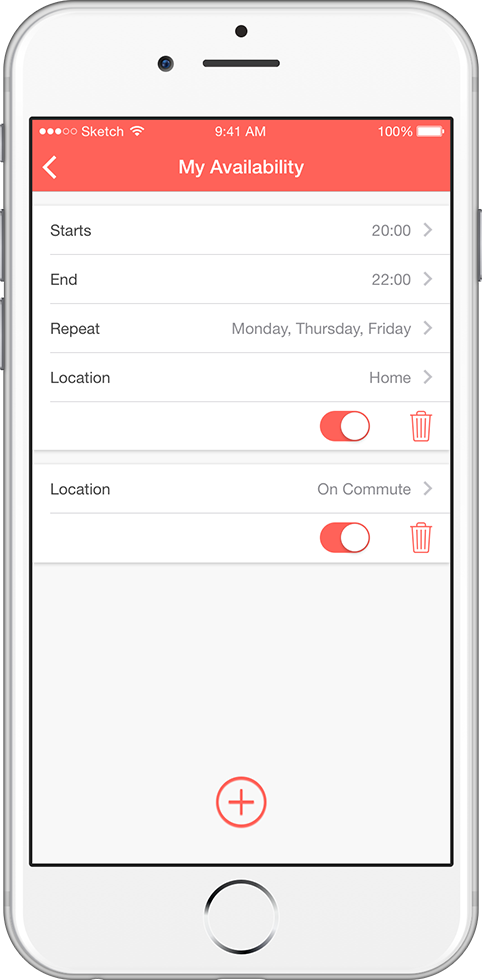 Sketch 9:41 AM 100%
My Availability
Starts 20:00
End 22:00
Repeat Monday, Thursday, Friday
Location Home
Location On Commute